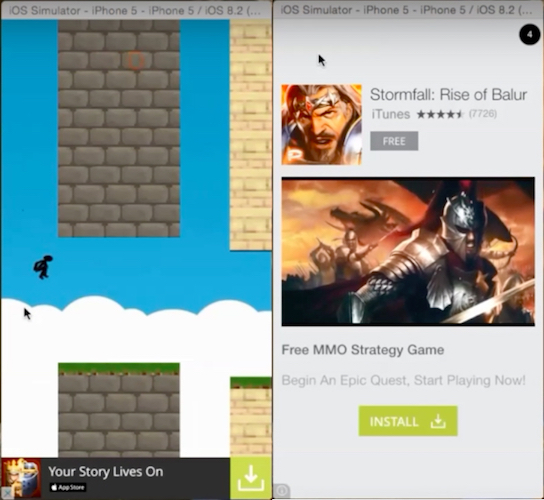 iOS Simulator - iPhone 5 - iPhone 5 / iOS 8.2 (...
Your Story Lives On
App Store
iOS Simulator - iPhone 5 - iPhone 5 / iOS 8.2 (...
4
Stormfall: Rise of Balur
iTunes ★★★★★ (7726)
FREE
Free MMO Strategy Game
Begin An Epic Quest, Start Playing Now!
INSTALL